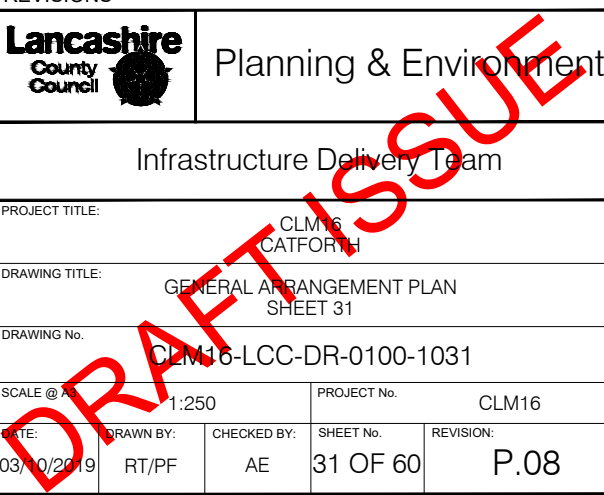 REVISIONS
Lancashire
County
Council
Planning & Environment
Infrastructure Delivery Team
PROJECT TITLE:
CLM16
CATFORTH
DRAWING TITLE:
GENERAL ARRANGEMENT PLAN
SHEET 31
DRAWING No.
CLM16-LCC-DR-0100-1031
SCALE @ A3
1:250
PROJECT No.
CLM16
DATE:
03/10/2019
DRAWN BY:
RT/PF
CHECKED BY:
AE
SHEET No.
31 OF 60
REVISION:
P.08
DRAFT ISSUE